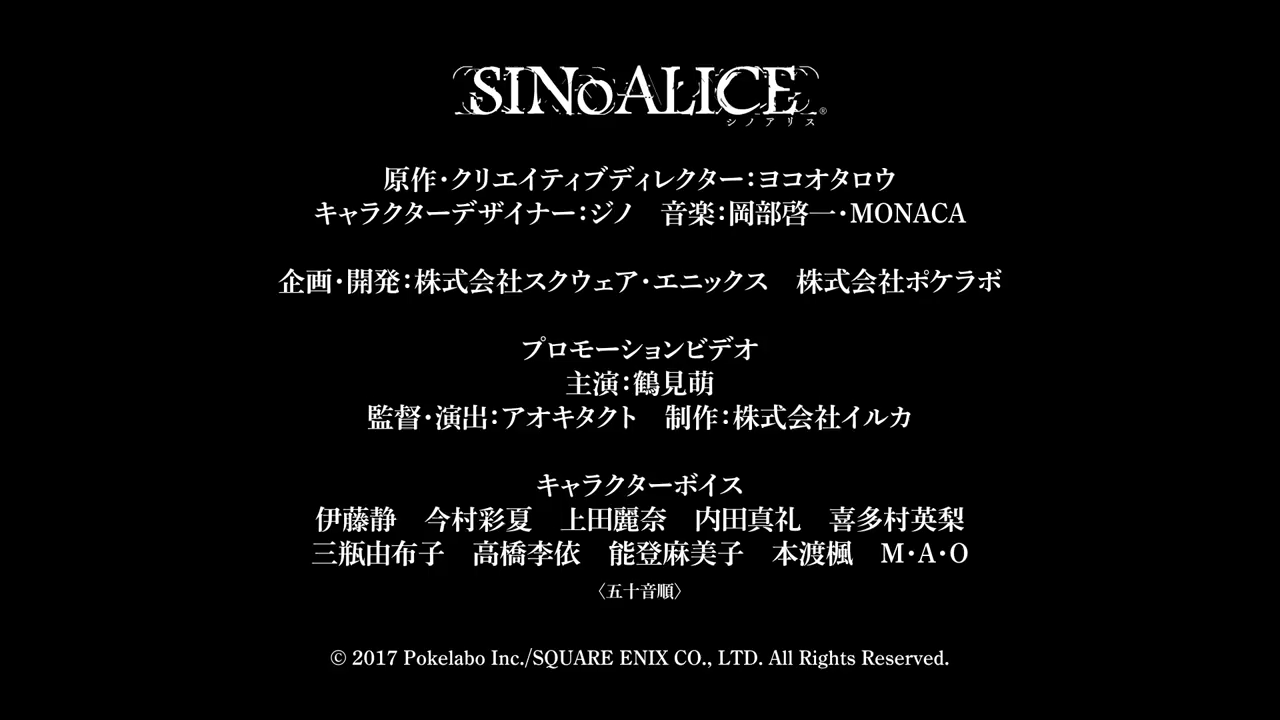 SINoALICE®
シノアリス
原作・クリエイティブディレクター：ヨコオタロウ
キャラクターデザイナー：ジノ　音楽：岡部啓一・MONACA
企画・開発：株式会社スクウェア・エニックス　株式会社ポケラボ
プロモーションビデオ
主演：鶴見萌
監督・演出：アオキタクト　制作：株式会社イルカ
キャラクターボイス
伊藤静　今村彩夏　上田麗奈　内田真礼　喜多村英梨
三瓶由布子　高橋李依　能登麻美子　本渡楓　M・A・O
〈五十音順〉
© 2017 Pokelabo Inc./SQUARE ENIX CO., LTD. All Rights Reserved.